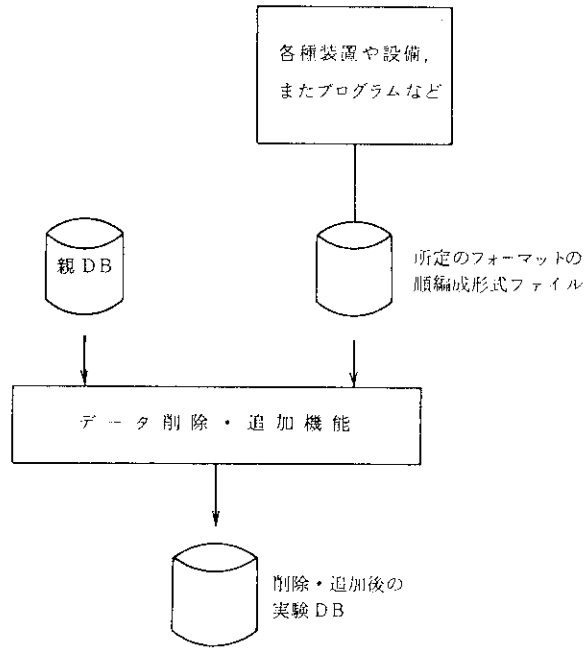 各種装置や設備,
またプログラムなど
親DB
所定のフォーマットの
順編成形式ファイル
データ削除・追加機能
削除・追加後の
実験DB